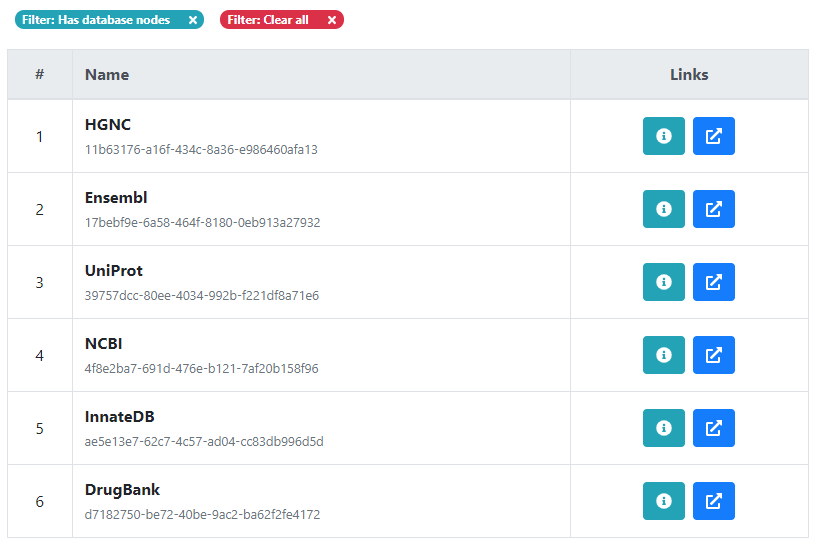 Filter: Has database nodes ×
Filter: Clear all ×
# Name Links
1
HGNC
11b63176-a16f-434c-8a36-e986460afa13
2
Ensembl
17bebf9e-6a58-464f-8180-0eb913a27932
3
UniProt
39757dcc-80ee-4034-992b-f221df8a71e6
4
NCBI
4f8e2ba7-691d-476e-b121-7af20b158f96
5
InnateDB
ae5e13e7-62c7-4c57-ad04-cc83db996d5d
6
DrugBank
d7182750-be72-40be-9ac2-ba62f2fe4172